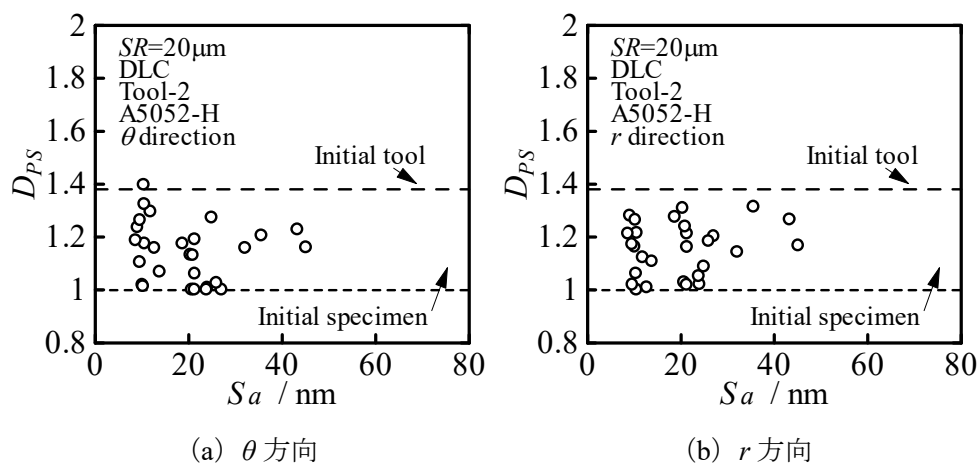 2
1.8
1.6
1.4
1.2
1
0.8
D_PS
SR=20μm
DLC
Tool-2
A5052-H
θ direction
Initial tool
Initial specimen
0 20 40 60 80
Sa / nm
(a) θ 方向
2
1.8
1.6
1.4
1.2
1
0.8
D_PS
SR=20μm
DLC
Tool-2
A5052-H
r direction
Initial tool
Initial specimen
0 20 40 60 80
Sa / nm
(b) r 方向